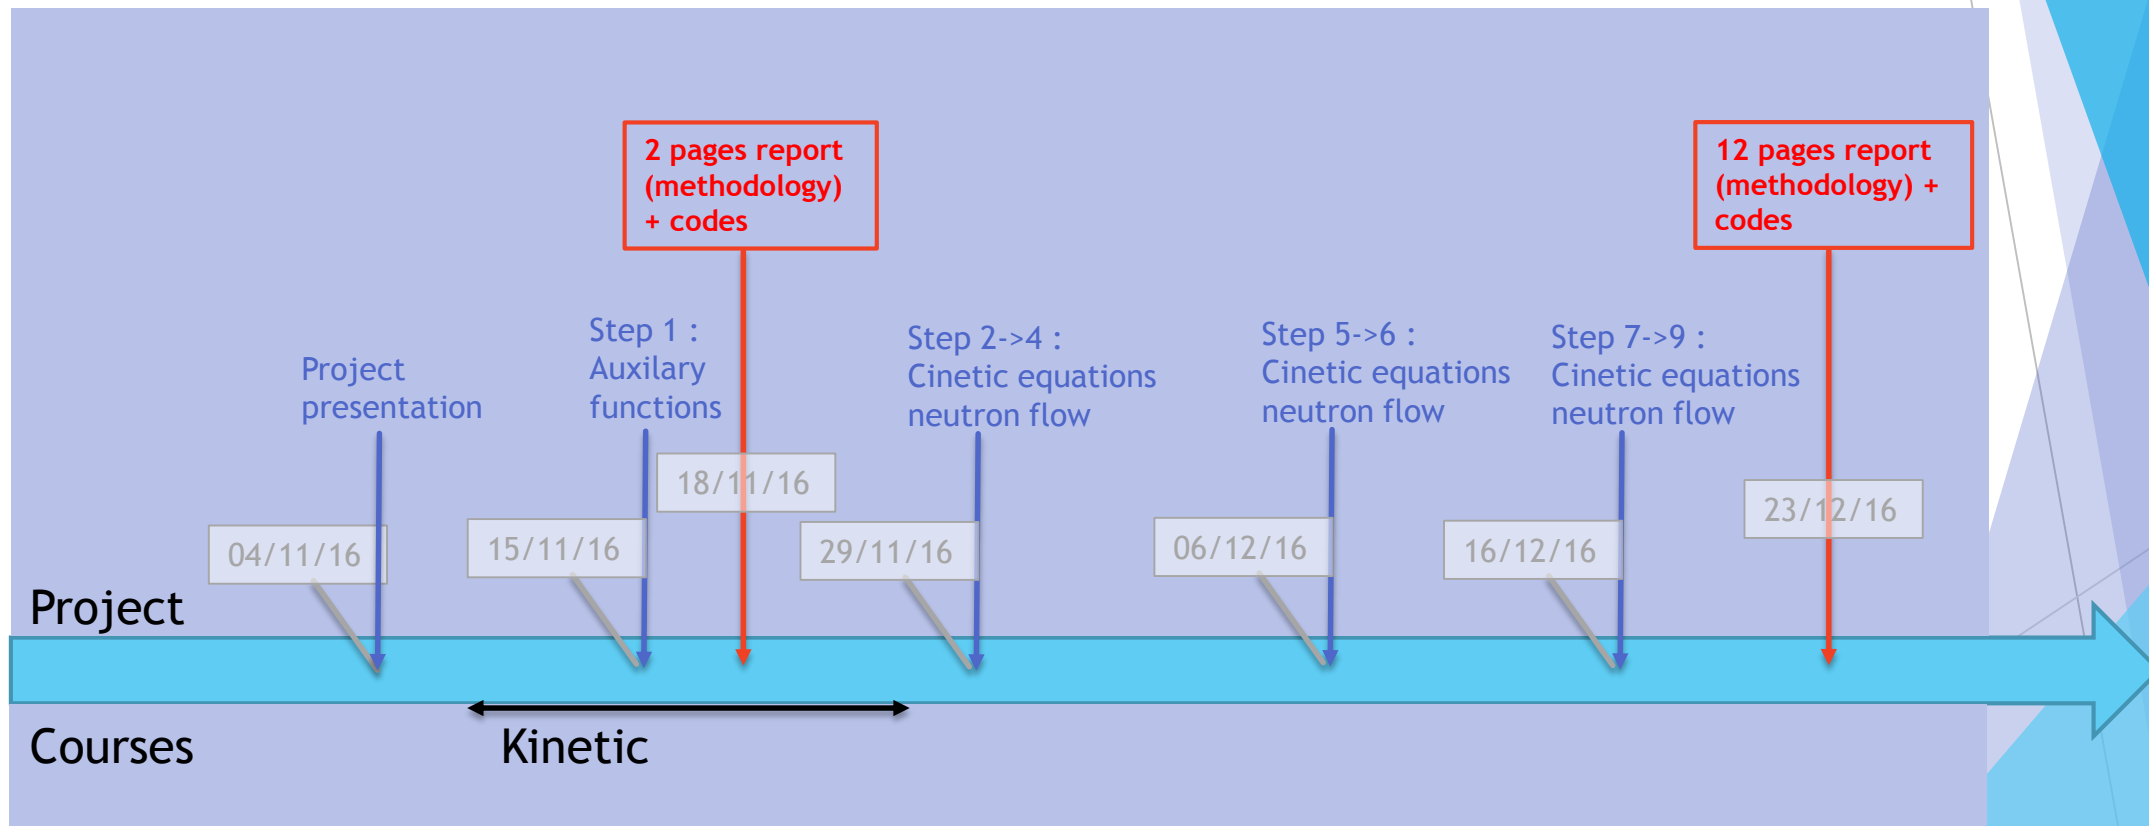 2 pages report
(methodology)
+ codes
12 pages report
(methodology) +
codes
Project
presentation
Step 1 :
Auxilary
functions
Step 2->4 :
Cinetic equations
neutron flow
Step 5->6 :
Cinetic equations
neutron flow
Step 7->9 :
Cinetic equations
neutron flow
04/11/16
15/11/16
18/11/16
29/11/16
06/12/16
16/12/16
23/12/16
Project
Courses
Kinetic